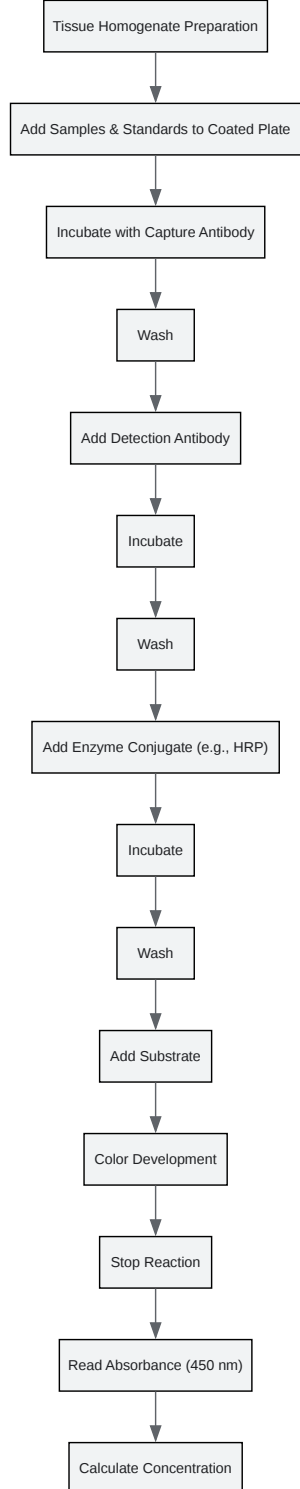 Tissue Homogenate Preparation
Add Samples & Standards to Coated Plate
Incubate with Capture Antibody
Wash
Add Detection Antibody
Incubate
Wash
Add Enzyme Conjugate (e.g., HRP)
Incubate
Wash
Add Substrate
Color Development
Stop Reaction
Read Absorbance (450 nm)
Calculate Concentration